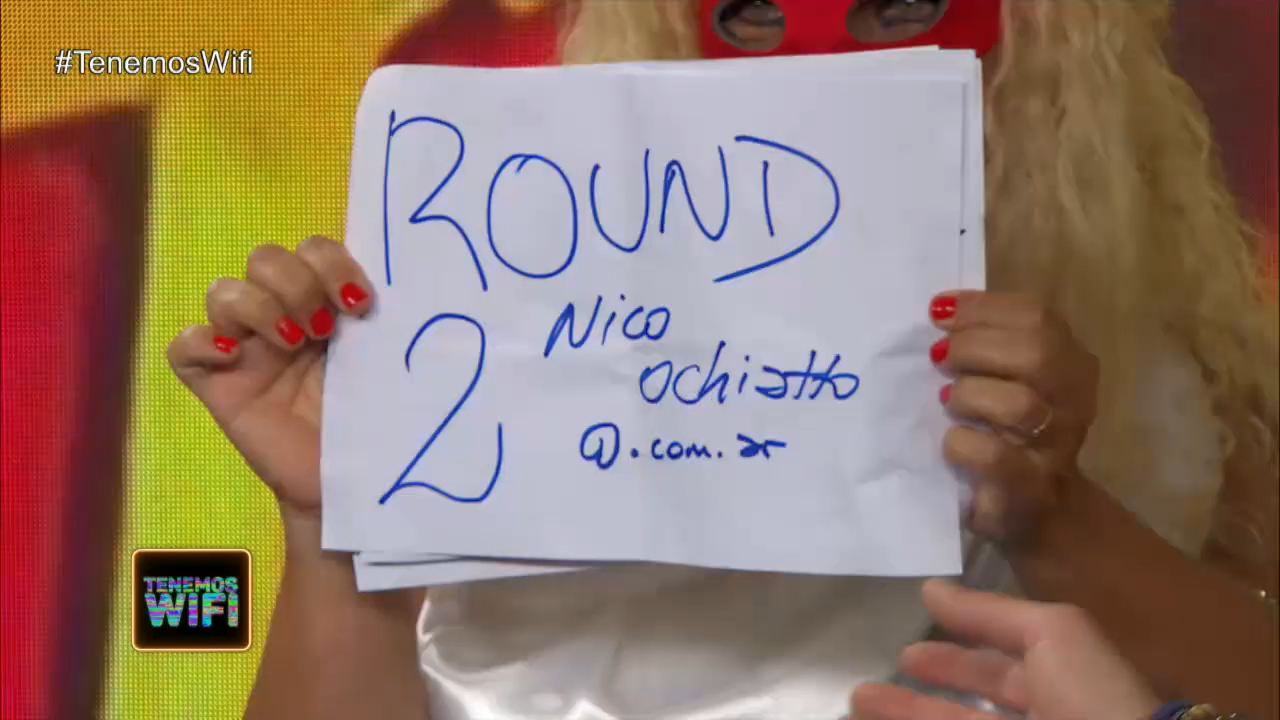 #TenemosWifi
ROUND
2 Nico
Ochiatto
@.com.ar
TENEMOS
WIFI